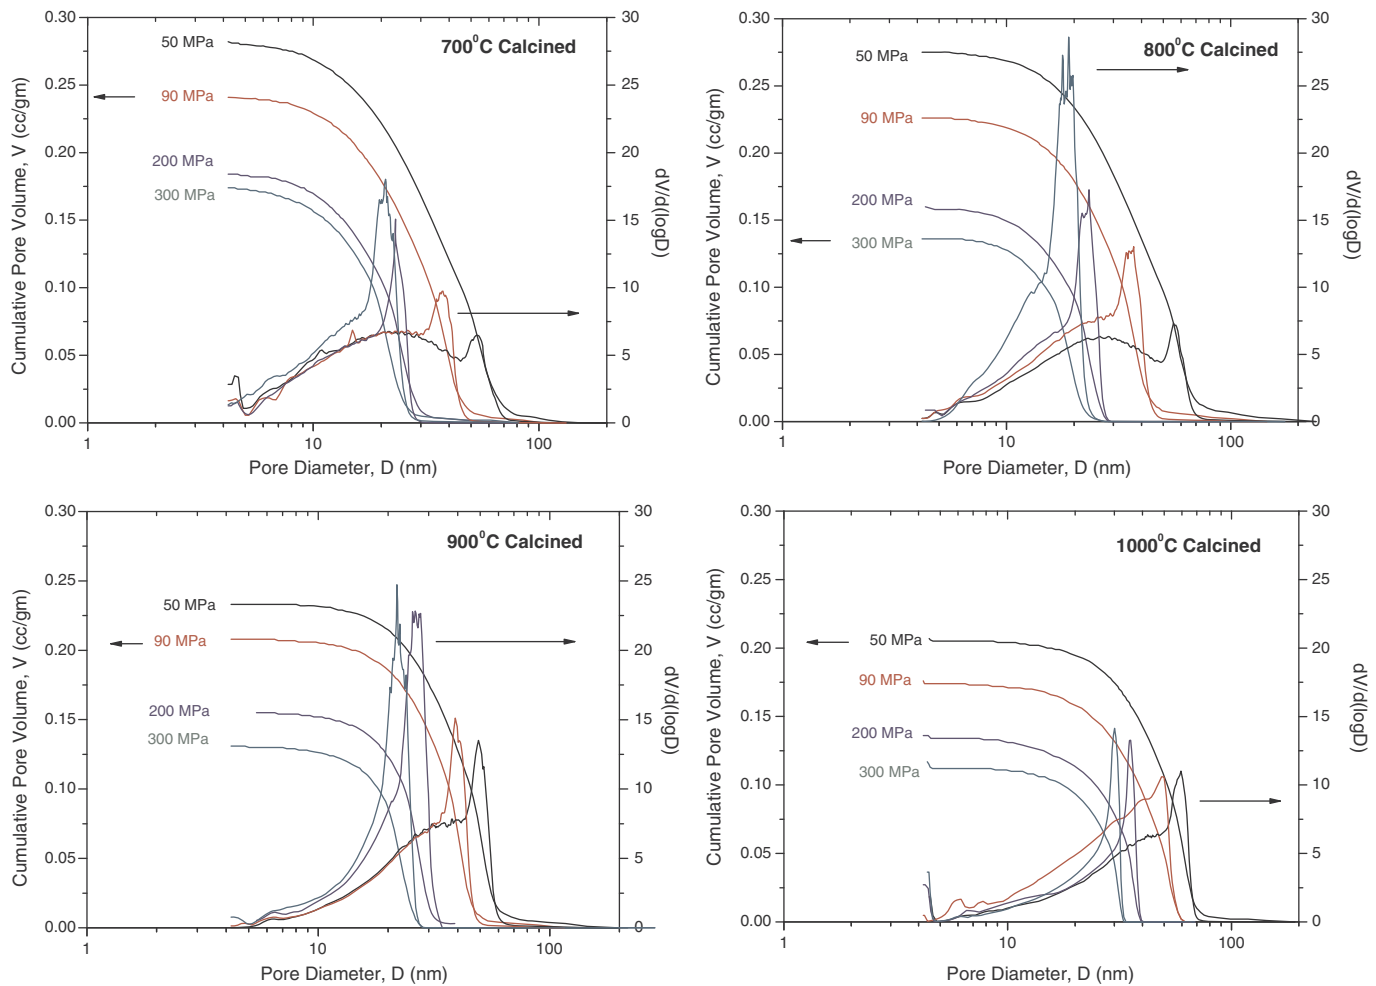 0.30
0.25
0.20
0.15
0.10
0.05
0.00
Cumulative Pore Volume, V (cc/gm)
30
25
20
15
10
5
0
dV/d(logD)
700⁰C Calcined
50 MPa
90 MPa
200 MPa
300 MPa
1
10
100
Pore Diameter, D (nm)
0.30
0.25
0.20
0.15
0.10
0.05
0.00
Cumulative Pore Volume, V (cc/gm)
30
25
20
15
10
5
0
dV/d(logD)
800⁰C Calcined
50 MPa
90 MPa
200 MPa
300 MPa
1
10
100
Pore Diameter, D (nm)
0.30
0.25
0.20
0.15
0.10
0.05
0.00
Cumulative Pore Volume, V (cc/gm)
30
25
20
15
10
5
0
dV/d(logD)
900⁰C Calcined
50 MPa
90 MPa
200 MPa
300 MPa
1
10
100
Pore Diameter, D (nm)
0.30
0.25
0.20
0.15
0.10
0.05
0.00
Cumulative Pore Volume, V (cc/gm)
30
25
20
15
10
5
0
dV/d(logD)
1000⁰C Calcined
50 MPa
90 MPa
200 MPa
300 MPa
1
10
100
Pore Diameter, D (nm)